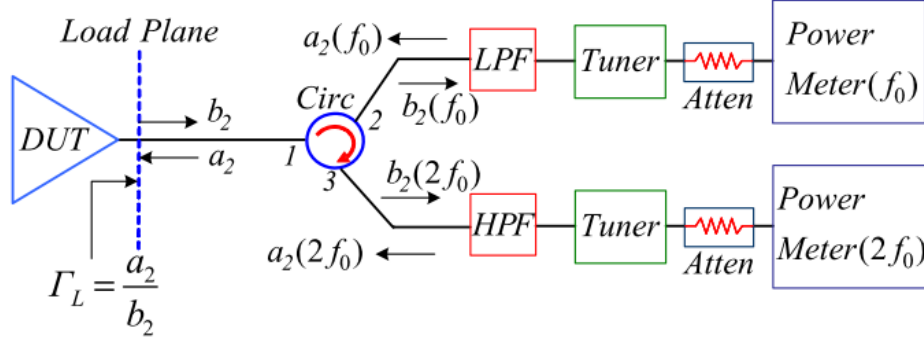 Load Plane
DUT
b₂
a₂
Γ_L = a₂/b₂
Circ
1
2
3
a₂(f₀)
b₂(f₀)
LPF
Tuner
Atten
Power
Meter(f₀)
b₂(2f₀)
a₂(2f₀)
HPF
Tuner
Atten
Power
Meter(2f₀)